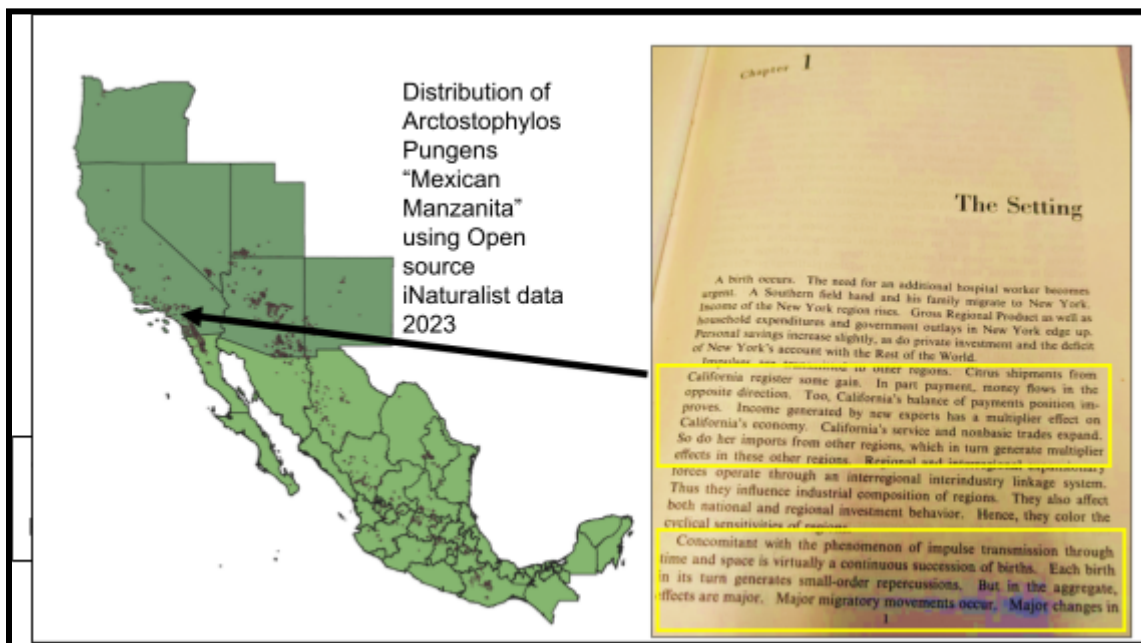 Distribution of
Arctostophylos
Pungens
“Mexican
Manzanita”
using Open
source
iNaturalist data
2023
Chapter 1
The Setting
A birth occurs. The need for an additional hospital worker becomes
urgent. A Southern field hand and his family migrate to New York.
Income of the New York region rises. Gross Regional Product as well as
household expenditures and government outlays in New York edge up.
Personal savings increase slightly, as do private investment and the deficit
of New York's account with the Rest of the World.
Impulses are transmitted to other regions. Citrus shipments from
California register some gain. In part payment, money flows in the
opposite direction. Too, California's balance of payments position im-
proves. Income generated by new exports has a multiplier effect on
California's economy. California's service and nonbasic trades expand.
So do her imports from other regions, which in turn generate multiplier
effects in these other regions. Regional and interregional expansionary
forces operate through an interregional interindustry linkage system.
Thus they influence industrial composition of regions. They also affect
both national and regional investment behavior. Hence, they color the
cyclical sensitivities of regions.
Concomitant with the phenomenon of impulse transmission through
time and space is virtually a continuous succession of births. Each birth
in its turn generates small-order repercussions. But in the aggregate,
effects are major. Major migratory movements occur. Major changes in
1